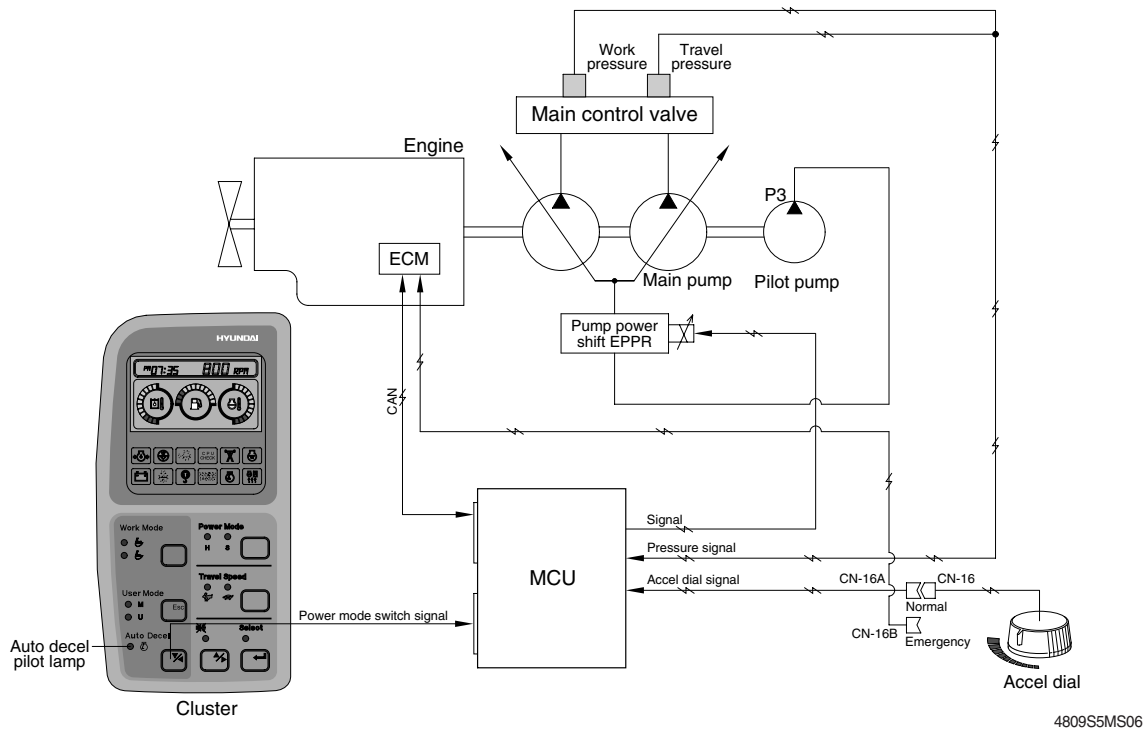 Work
pressure
Travel
pressure
Main control valve
Engine
P3
ECM
Main pump
Pilot pump
Pump power
shift EPPR
HYUNDAI
PM 07:35 800 RPM
CAN
CPU
CHECK
Work Mode
Power Mode
H S
Travel Speed
User Mode
M
U
Esc
Auto Decel
Select
Auto decel
pilot lamp
Power mode switch signal
MCU
Signal
Pressure signal
Accel dial signal
CN-16A
CN-16
Normal
CN-16B
Emergency
Accel dial
Cluster
4809S5MS06